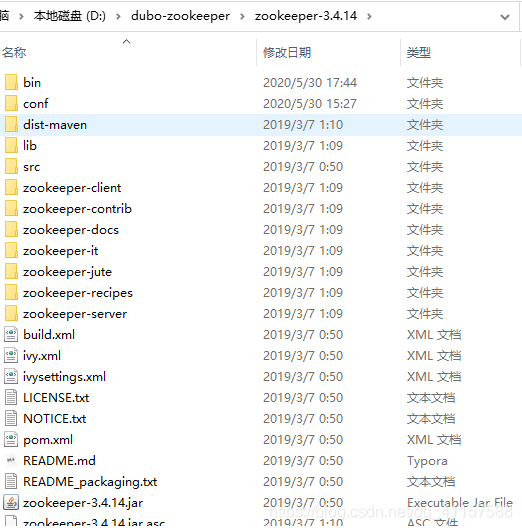 脑 › 本地磁盘 (D:) › dubo-zookeeper › zookeeper-3.4.14 ›
名称 修改日期 类型
bin 2020/5/30 17:44 文件夹
conf 2020/5/30 15:27 文件夹
dist-maven 2019/3/7 1:10 文件夹
lib 2019/3/7 1:09 文件夹
src 2019/3/7 0:50 文件夹
zookeeper-client 2019/3/7 1:09 文件夹
zookeeper-contrib 2019/3/7 1:09 文件夹
zookeeper-docs 2019/3/7 1:09 文件夹
zookeeper-it 2019/3/7 1:09 文件夹
zookeeper-jute 2019/3/7 1:09 文件夹
zookeeper-recipes 2019/3/7 1:09 文件夹
zookeeper-server 2019/3/7 1:09 文件夹
build.xml 2019/3/7 0:50 XML 文档
ivy.xml 2019/3/7 0:50 XML 文档
ivysettings.xml 2019/3/7 0:50 XML 文档
LICENSE.txt 2019/3/7 0:50 文本文档
NOTICE.txt 2019/3/7 0:50 文本文档
pom.xml 2019/3/7 0:50 XML 文档
README.md 2019/3/7 0:50 Typora
README_packaging.txt 2019/3/7 0:50 文本文档
zookeeper-3.4.14.jar 2019/3/7 0:50 Executable Jar File
zookeeper-3.4.14.jar.asc 2019/3/7 1:10 ASC 文件